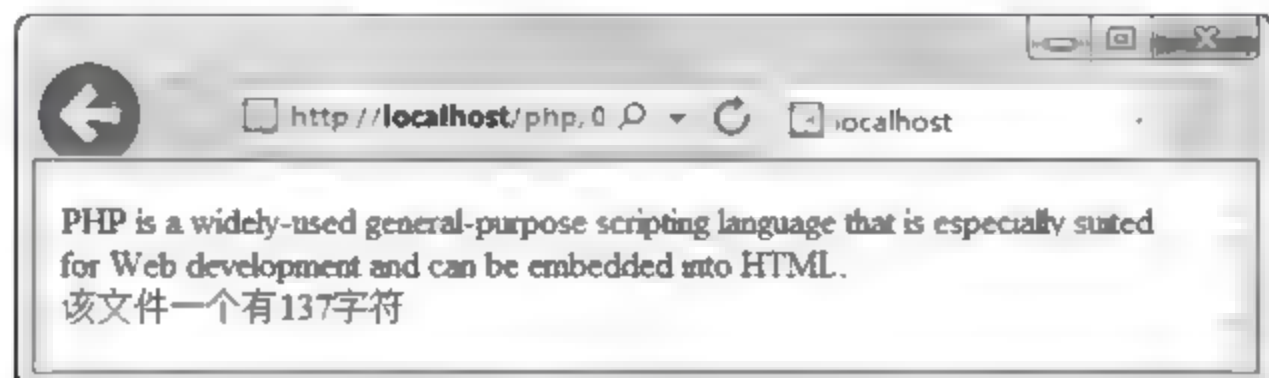 http://localhost/php, 0
localhost
PHP is a widely-used general-purpose scripting language that is especially suited
for Web development and can be embedded into HTML.
该文件一个有137字符